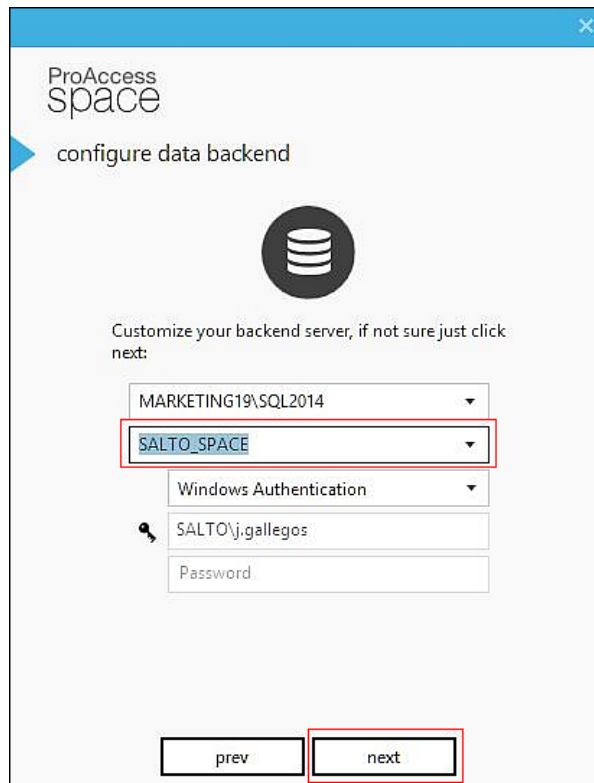 ProAccess
space
configure data backend
Customize your backend server, if not sure just click
next:
MARKETING19\SQL2014
SALTO_SPACE
Windows Authentication
SALTO\j.gallegos
Password
prev
next